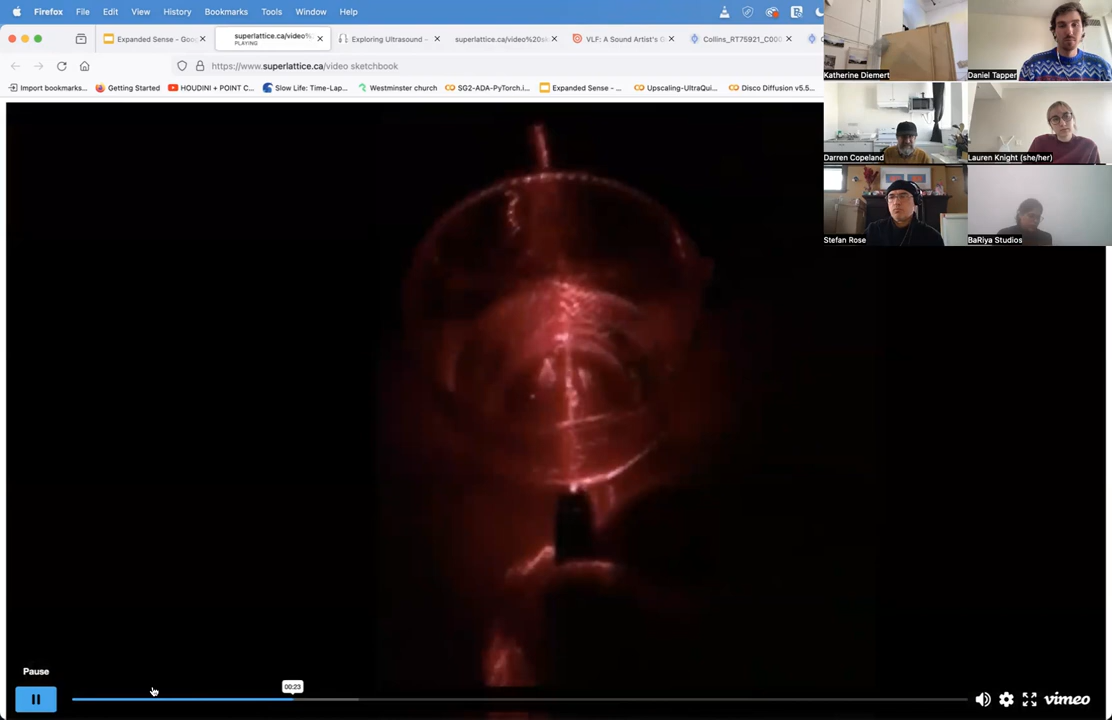 Firefox File Edit View History Bookmarks Tools Window Help
Expanded Sense - Goo
superlattice.ca/video%
PLAYING
Exploring Ultrasound -
superlattice.ca/video%20sk
VLF: A Sound Artist's G
Collins_RT75921_C000
https://www.superlattice.ca/video sketchbook
Import bookmarks...
Getting Started
HOUDINI + POINT C...
Slow Life: Time-Lap...
Westminster church
SG2-ADA-PyTorch.i...
Expanded Sense - ...
Upscaling-UltraQui...
Disco Diffusion v5.5...
Katherine Diemert
Daniel Tapper
Darren Copeland
Lauren Knight (she/her)
Stefan Rose
BaRiya Studios
Pause
00:23
vimeo